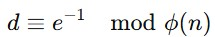 d ≡ e⁻¹ mod ϕ(n)